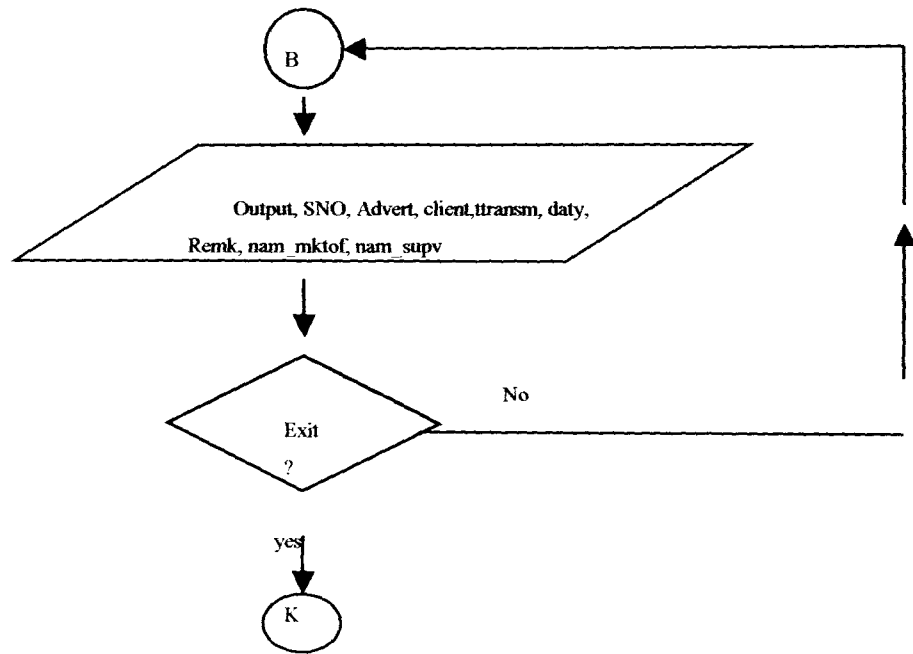 B
Output, SNO, Advert, client,ttransm, daty,
Remk, nam_mktof, nam_supv
No
Exit
?
yes
K